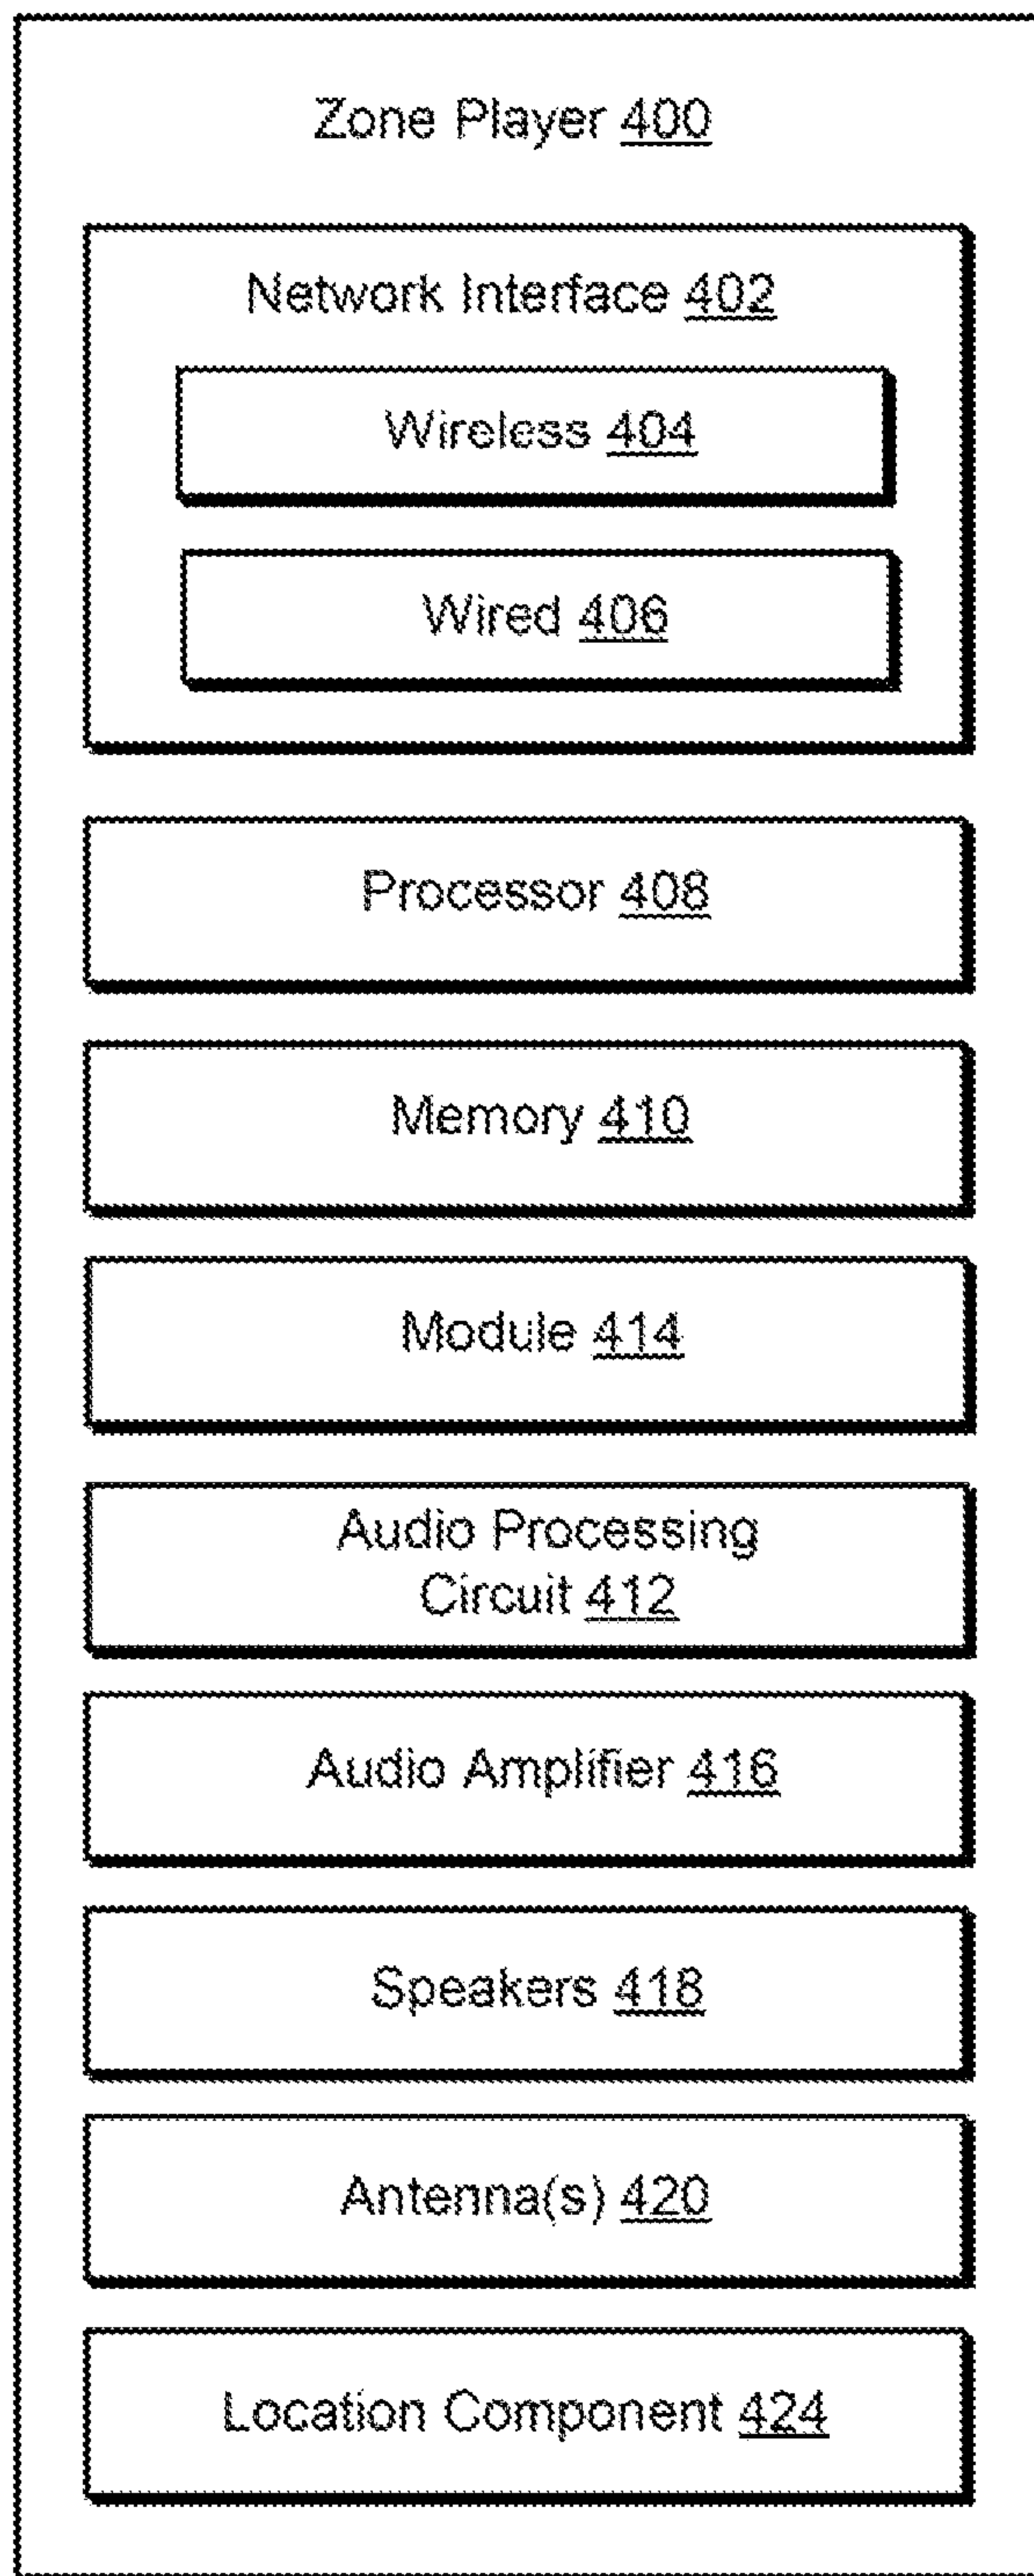 Zone Player 400
Network Interface 402
Wireless 404
Wired 406
Processor 408
Memory 410
Module 414
Audio Processing
Circuit 412
Audio Amplifier 416
Speakers 418
Antenna(s) 420
Location Component 424